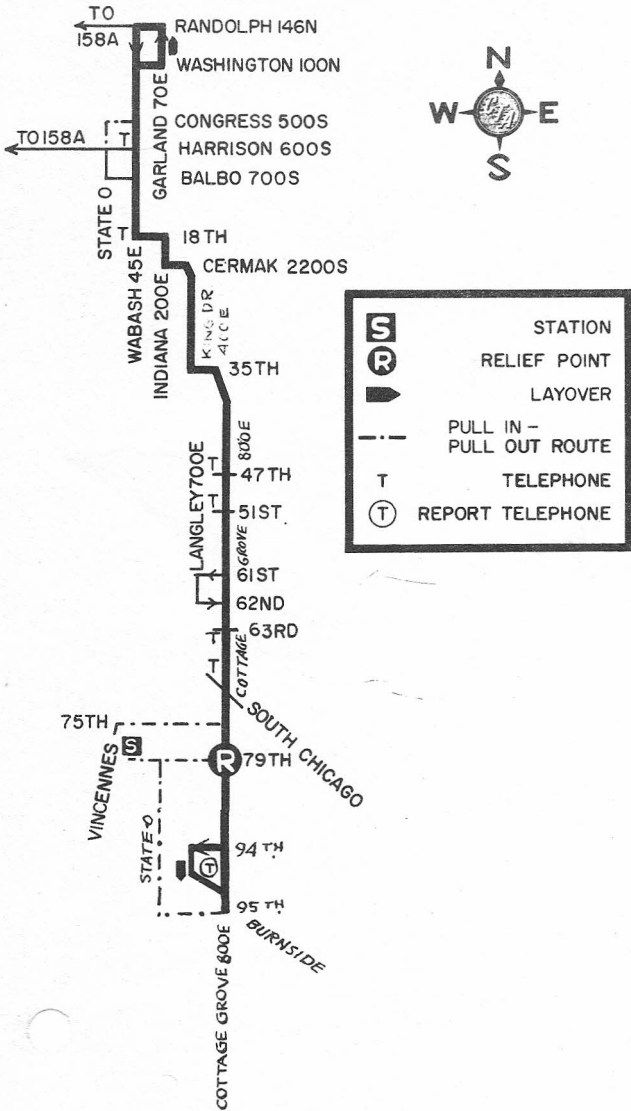 TO
158A
RANDOLPH 146N
WASHINGTON 100N
GARLAND 70E
CONGRESS 500S
TO 158A
T
HARRISON 600S
BALBO 700S
STATE 0
T
18TH
WABASH 45E
INDIANA 200E
CERMAK 2200S
KING DR
400E
35TH
800E
LANGLEY 700E
T
47TH
T
51ST
GROVE
61ST
62ND
63RD
T
COTTAGE
T
SOUTH CHICAGO
75TH
VINCENNES
S
R
79TH
STATE 0
94TH
T
95TH
BURNSIDE
COTTAGE GROVE 800E
N
W
E
S
S STATION
R RELIEF POINT
LAYOVER
PULL IN -
PULL OUT ROUTE
T TELEPHONE
T REPORT TELEPHONE